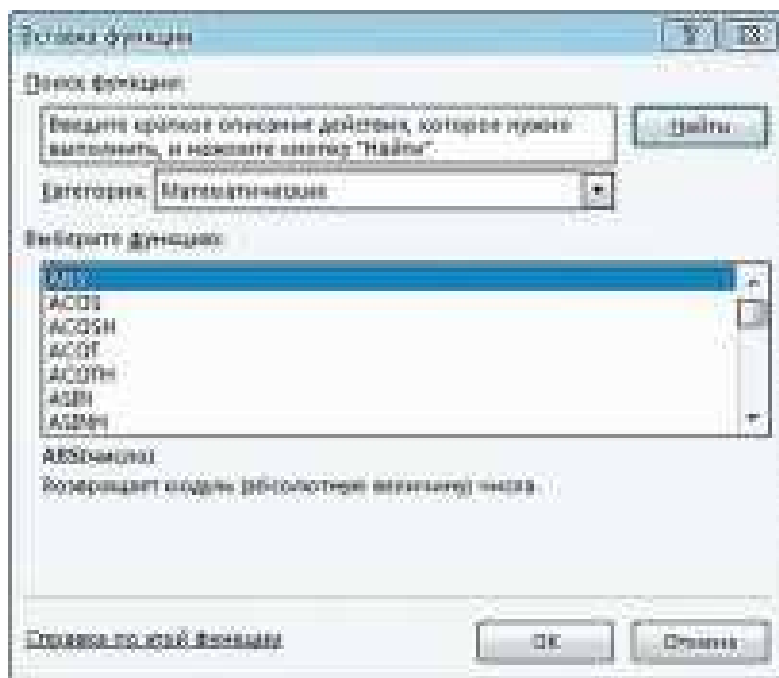 Вставка функции
Поиск функции:
Введите краткое описание действия, которое нужно
выполнить, и нажмите кнопку "Найти"
Найти
Категория: Математические
Выберите функцию:
ABS
ACOS
ACOSH
ACOT
ACOTH
ASIN
ASINH
ABS(число)
Возвращает модуль (абсолютную величину) числа.
Справка по этой функции
ОК
Отмена